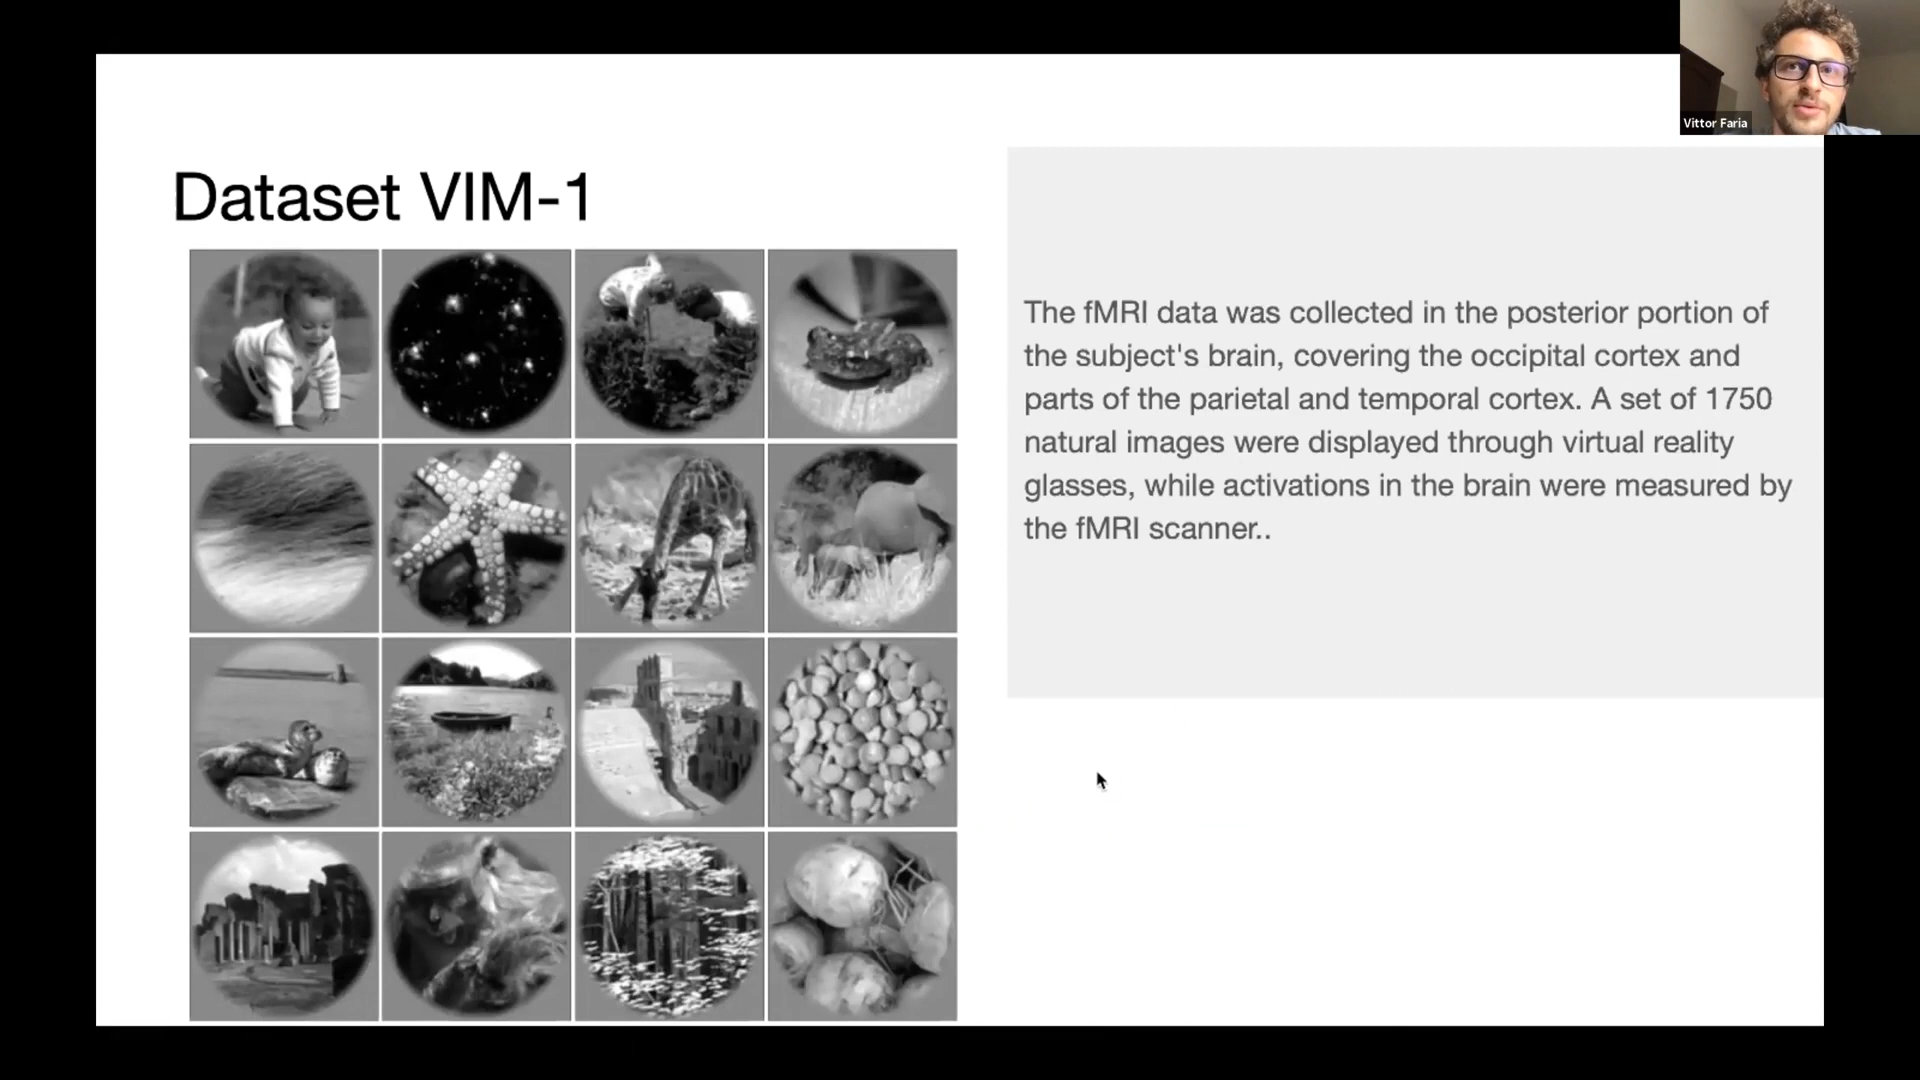 Vittor Faria
Dataset VIM-1
The fMRI data was collected in the posterior portion of
the subject's brain, covering the occipital cortex and
parts of the parietal and temporal cortex. A set of 1750
natural images were displayed through virtual reality
glasses, while activations in the brain were measured by
the fMRI scanner..